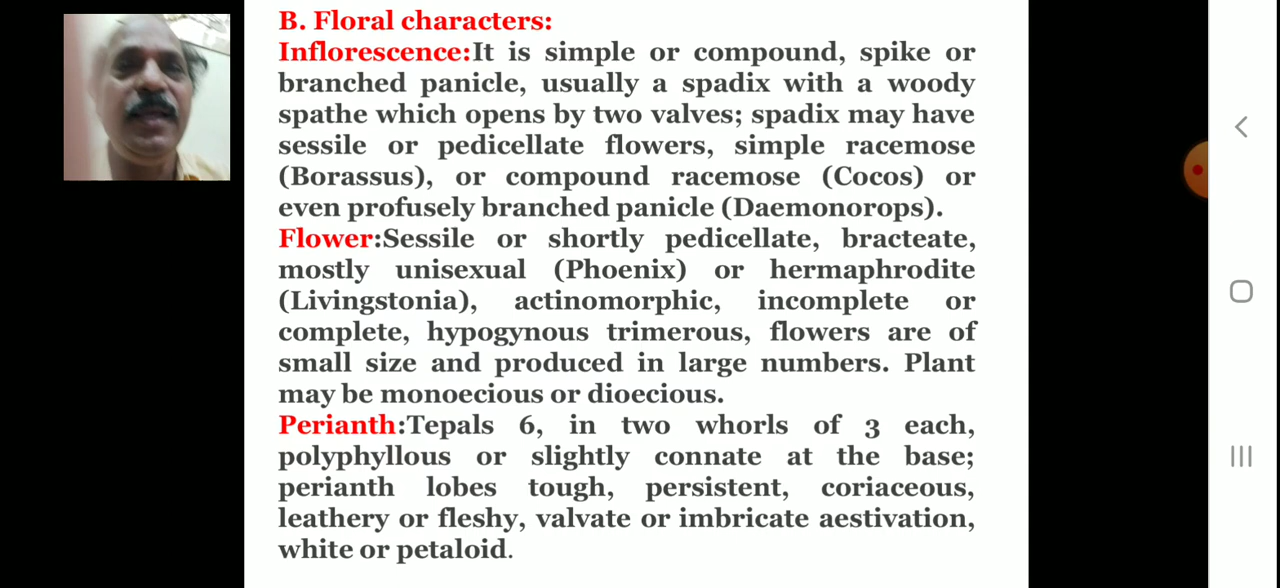 B. Floral characters:
Inflorescence:It is simple or compound, spike or
branched panicle, usually a spadix with a woody
spathe which opens by two valves; spadix may have
sessile or pedicellate flowers, simple racemose
(Borassus), or compound racemose (Cocos) or
even profusely branched panicle (Daemonorops).
Flower:Sessile or shortly pedicellate, bracteate,
mostly unisexual (Phoenix) or hermaphrodite
(Livingstonia), actinomorphic, incomplete or
complete, hypogynous trimerous, flowers are of
small size and produced in large numbers. Plant
may be monoecious or dioecious.
Perianth:Tepals 6, in two whorls of 3 each,
polyphyllous or slightly connate at the base;
perianth lobes tough, persistent, coriaceous,
leathery or fleshy, valvate or imbricate aestivation,
white or petaloid.